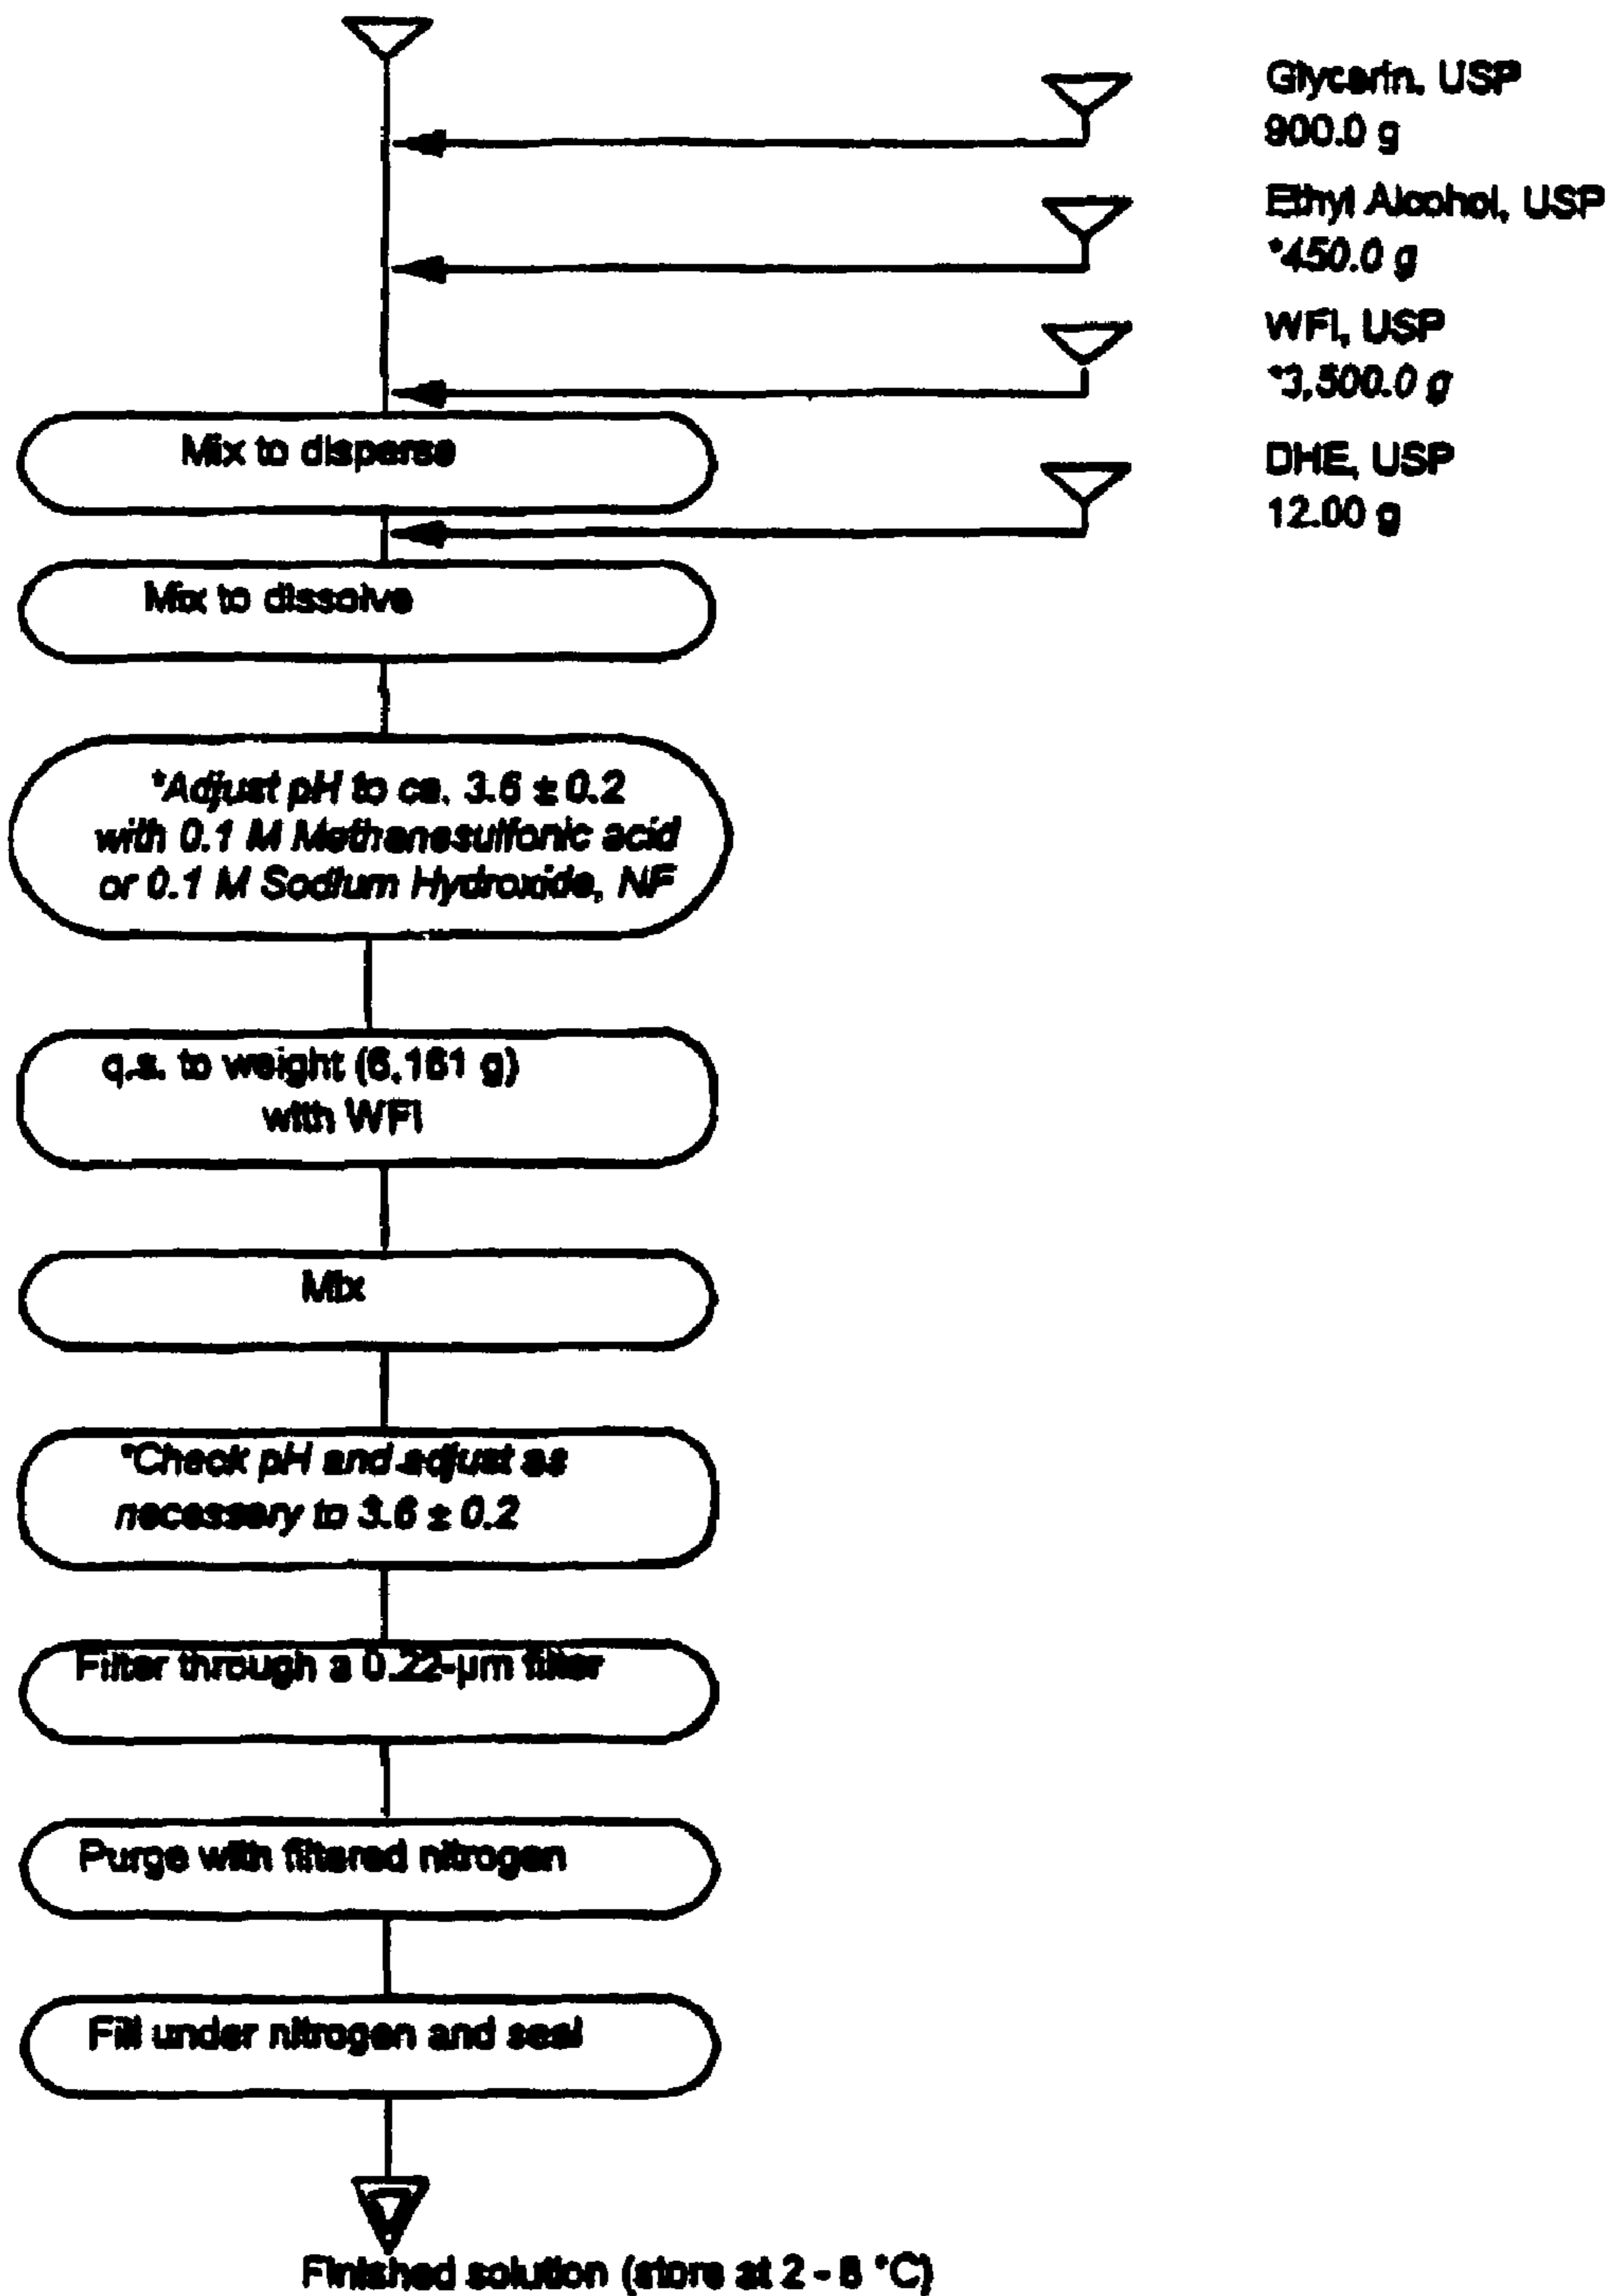 Glycerin, USP
900.0 g
Ethyl Alcohol, USP
*450.0 g
WFI, USP
*3,500.0 g
Mix to disperse
DHE, USP
12.00 g
Mix to dissolve
*Adjust pH to ca. 3.6 ± 0.2
with 0.1 M Methanesulfonic acid
or 0.1 M Sodium Hydroxide, NF
q.s. to weight (6,161 g)
with WFI
Mix
*Check pH and adjust as
necessary to 3.6 ± 0.2
Filter through a 0.22-µm filter
Purge with filtered nitrogen
Fill under nitrogen and seal
Finished solution (store at 2 - 8 °C)